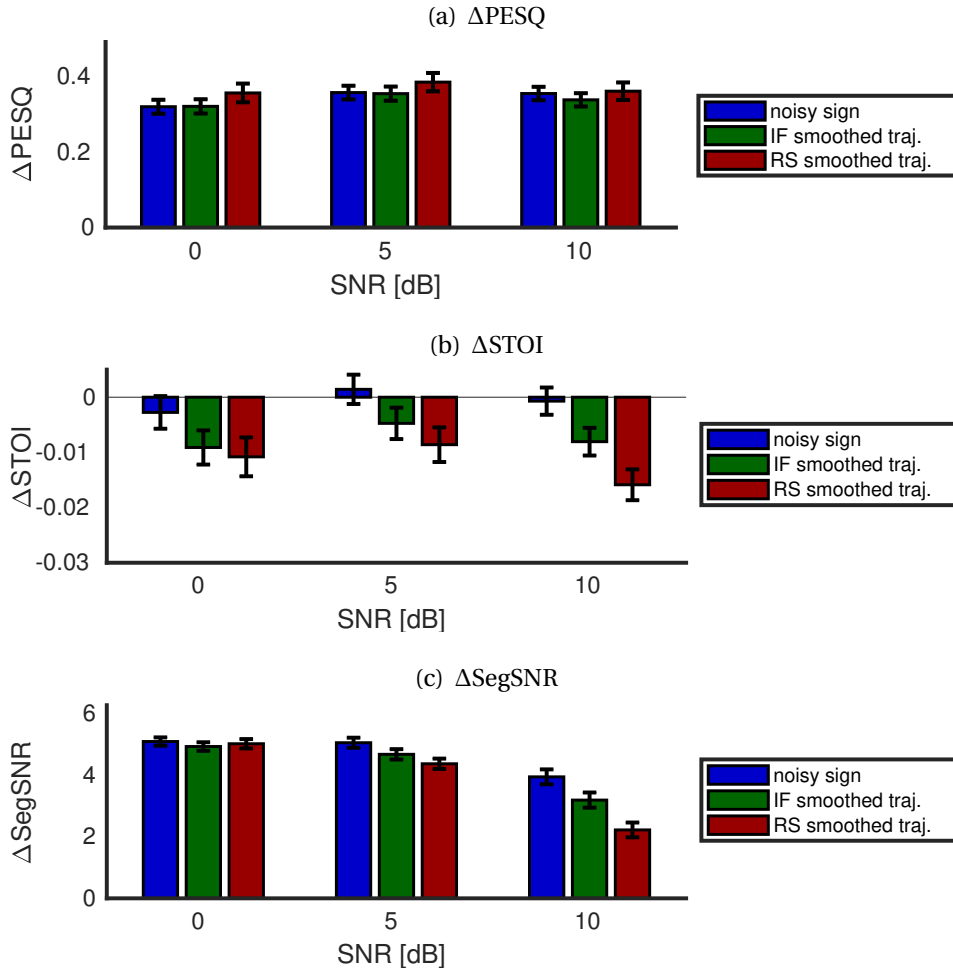 (a) ΔPESQ
ΔPESQ
0.4
0.2
0
0
5
10
SNR [dB]
noisy sign
IF smoothed traj.
RS smoothed traj.
(b) ΔSTOI
ΔSTOI
0
-0.01
-0.02
-0.03
0
5
10
SNR [dB]
noisy sign
IF smoothed traj.
RS smoothed traj.
(c) ΔSegSNR
ΔSegSNR
6
4
2
0
0
5
10
SNR [dB]
noisy sign
IF smoothed traj.
RS smoothed traj.